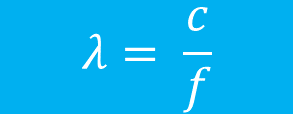 λ = c/f